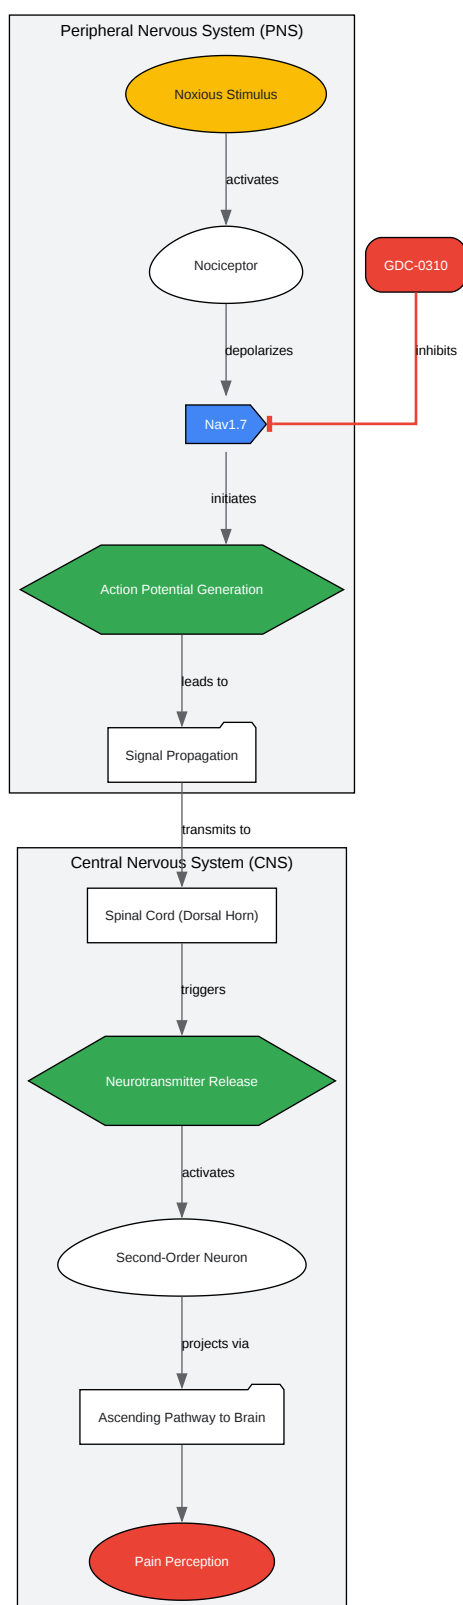 Peripheral Nervous System (PNS)
Noxious Stimulus
activates
Nociceptor
GDC-0310
depolarizes
inhibits
Nav1.7
initiates
Action Potential Generation
leads to
Signal Propagation
transmits to
Central Nervous System (CNS)
Spinal Cord (Dorsal Horn)
triggers
Neurotransmitter Release
activates
Second-Order Neuron
projects via
Ascending Pathway to Brain
Pain Perception